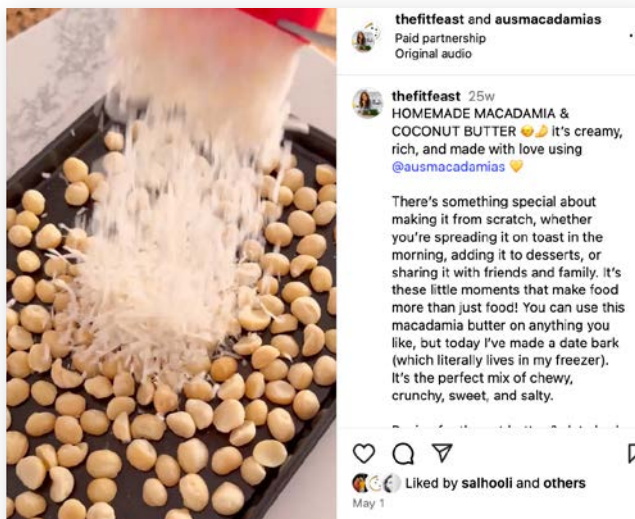 thefitfeast and ausmacadamias
Paid partnership
Original audio
thefitfeast 25w
HOMEMADE MACADAMIA &
COCONUT BUTTER 😋🥜 it's creamy,
rich, and made with love using
@ausmacadamias 💛
There's something special about
making it from scratch, whether
you're spreading it on toast in the
morning, adding it to desserts, or
sharing it with friends and family. It's
these little moments that make food
more than just food! You can use this
macadamia butter on anything you
like, but today I've made a date bark
(which literally lives in my freezer).
It's the perfect mix of chewy,
crunchy, sweet, and salty.
Liked by salhooli and others
May 1